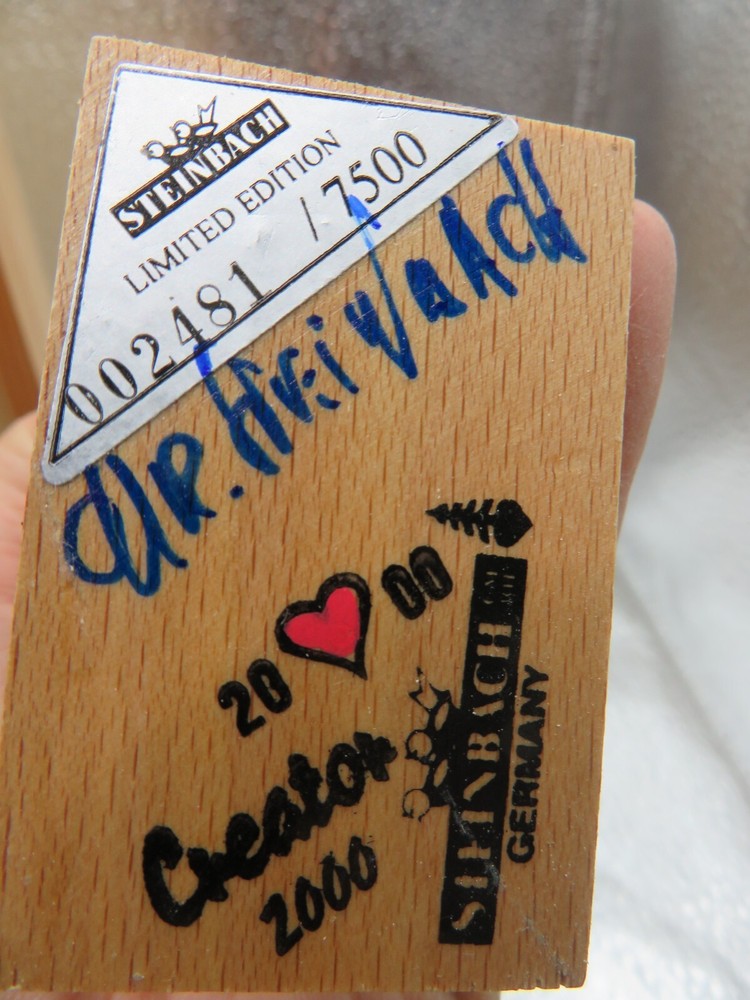 STEINBACH
LIMITED EDITION
002481 / 7500
20 00
Creator
2000
STEINBACH
GERMANY